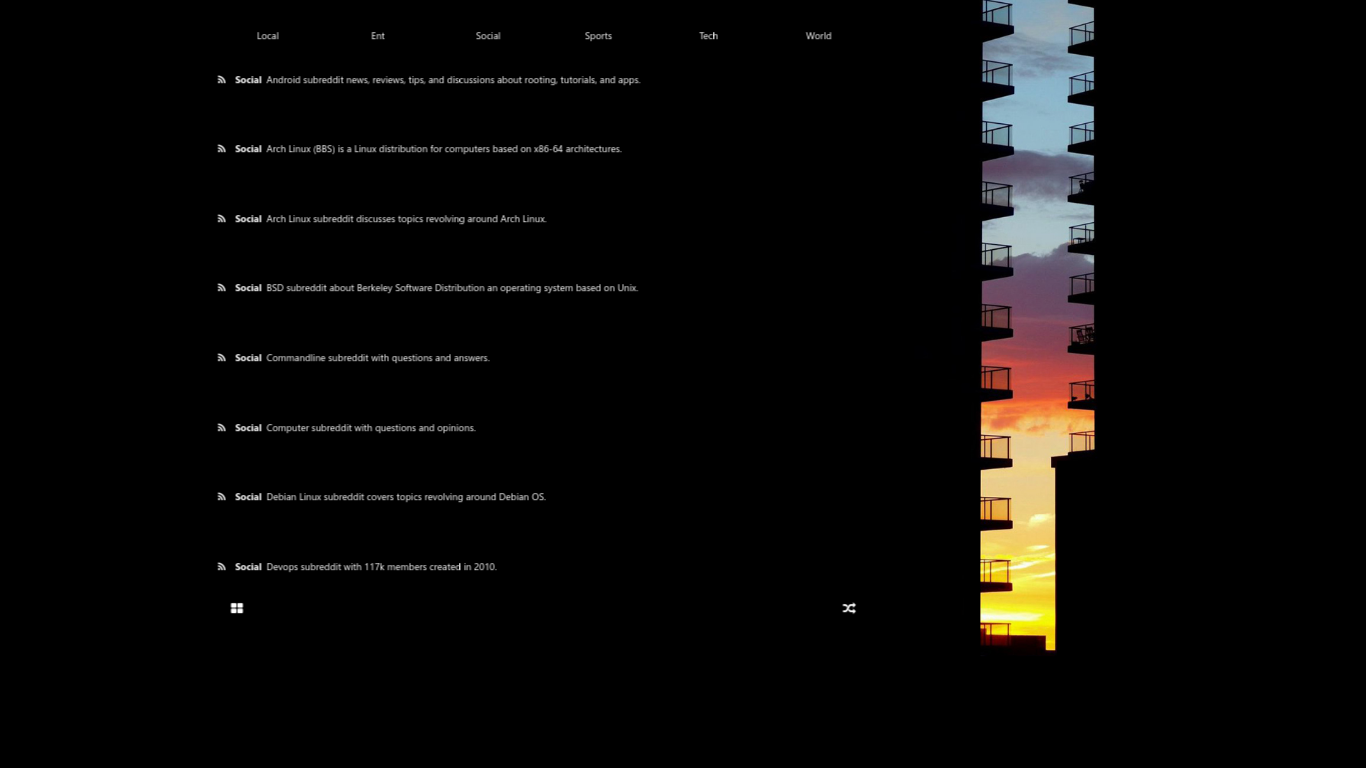 Local Ent Social Sports Tech World
Social Android subreddit news, reviews, tips, and discussions about rooting, tutorials, and apps.
Social Arch Linux (BBS) is a Linux distribution for computers based on x86-64 architectures.
Social Arch Linux subreddit discusses topics revolving around Arch Linux.
Social BSD subreddit about Berkeley Software Distribution an operating system based on Unix.
Social Commandline subreddit with questions and answers.
Social Computer subreddit with questions and opinions.
Social Debian Linux subreddit covers topics revolving around Debian OS.
Social Devops subreddit with 117k members created in 2010.